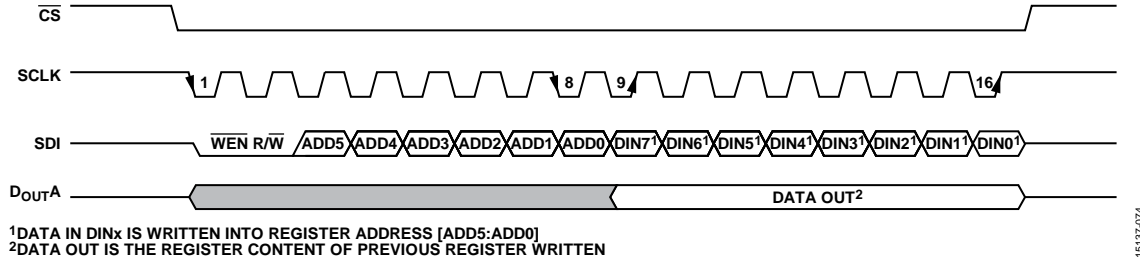 CS
SCLK 1 8 9 16
SDI WEN R/W ADD5 ADD4 ADD3 ADD2 ADD1 ADD0 DIN7¹ DIN6¹ DIN5¹ DIN4¹ DIN3¹ DIN2¹ DIN1¹ DIN0¹
DOUTA DATA OUT²
¹DATA IN DINx IS WRITTEN INTO REGISTER ADDRESS [ADD5:ADD0]
²DATA OUT IS THE REGISTER CONTENT OF PREVIOUS REGISTER WRITTEN
15137-074